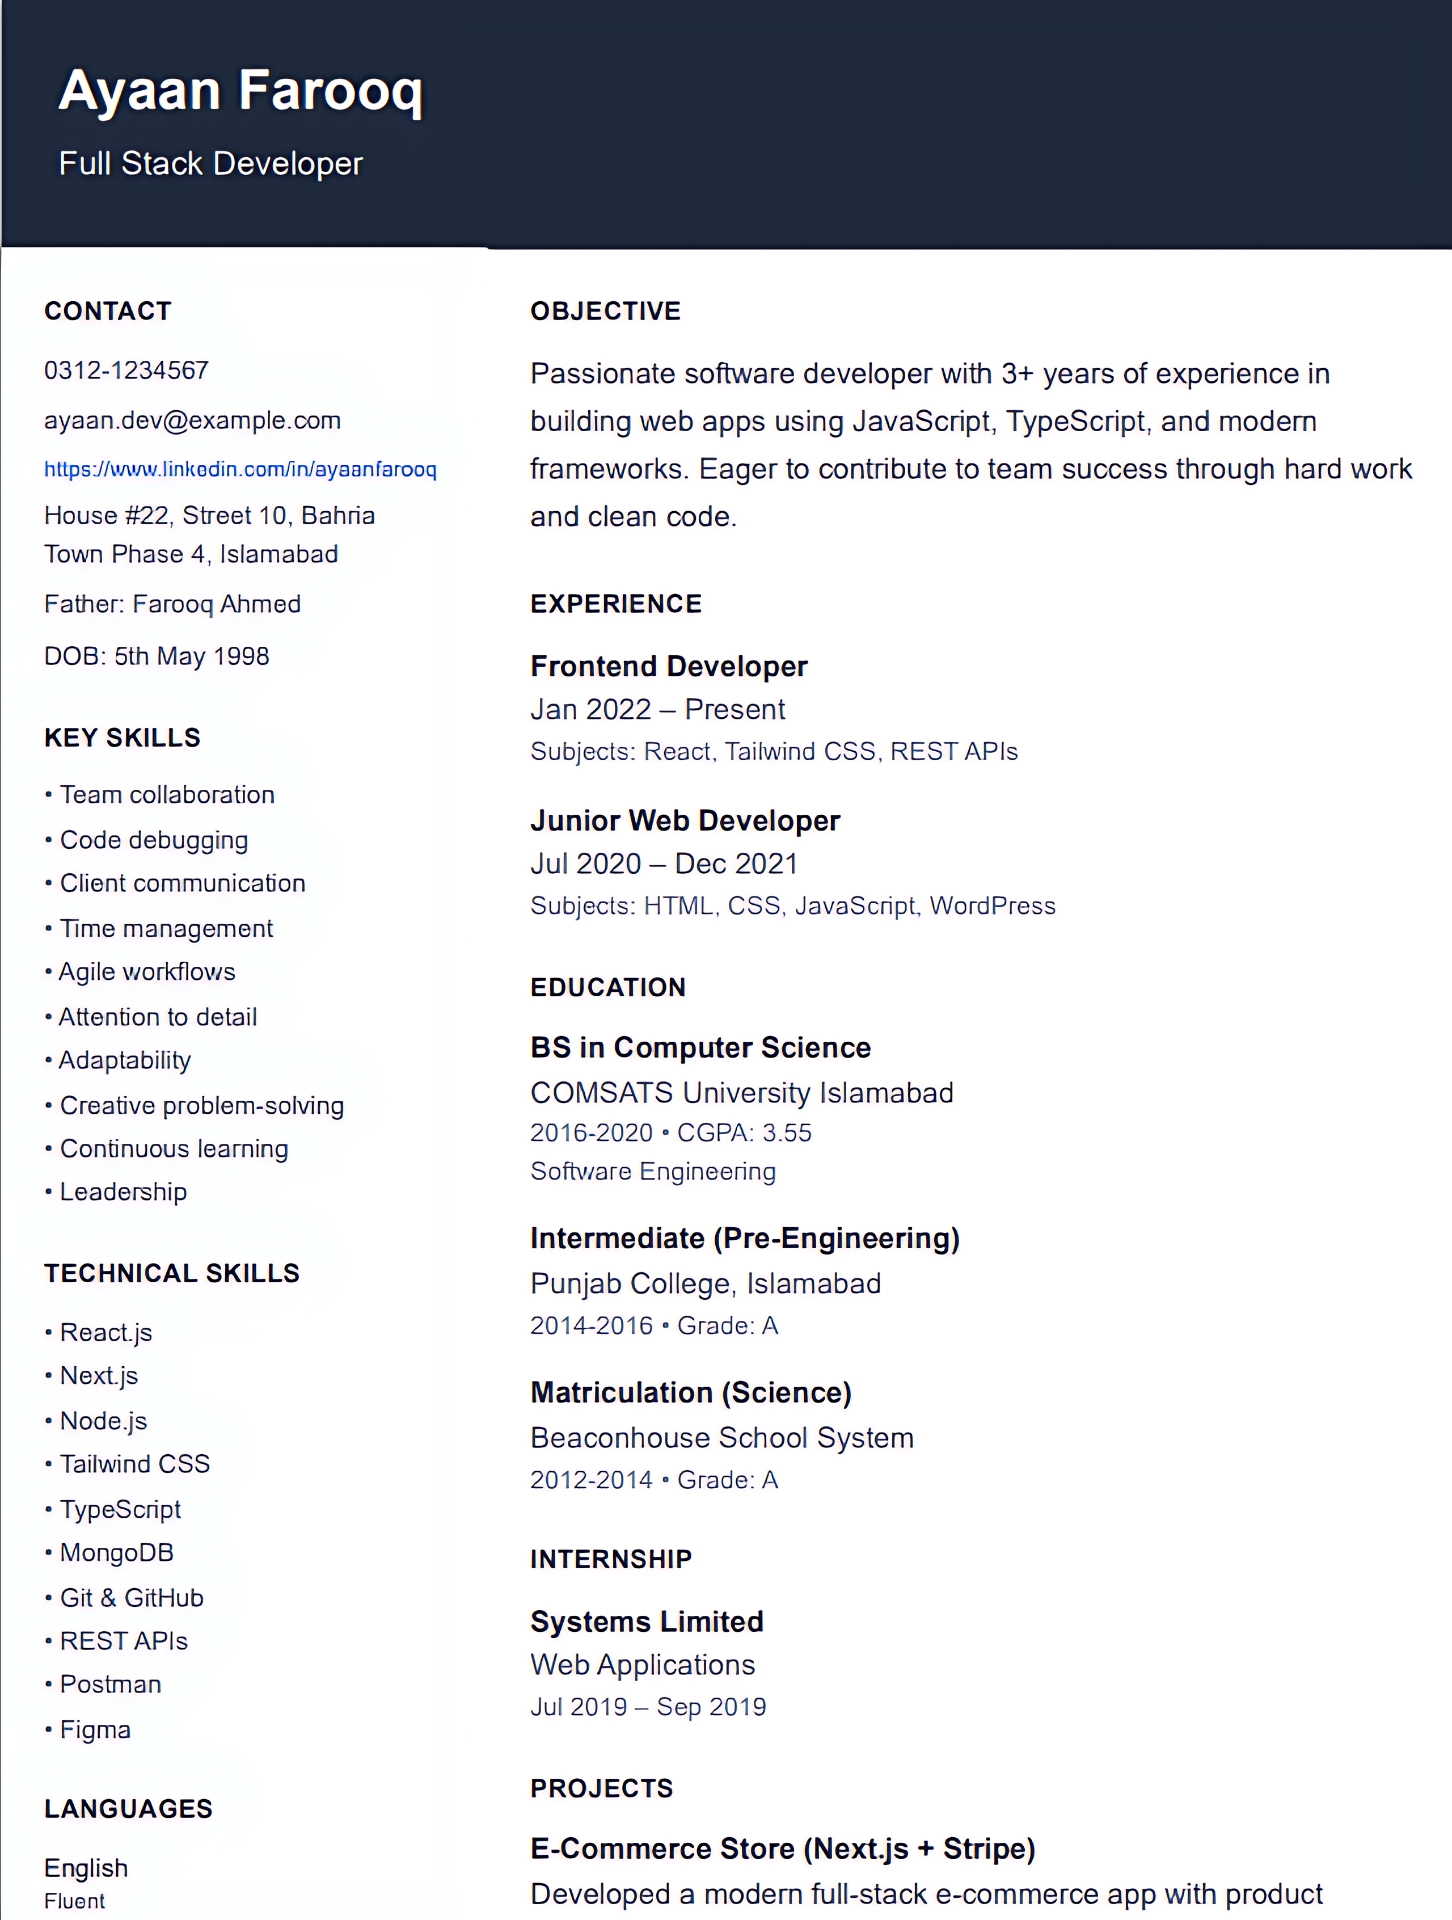 Ayaan Farooq
Full Stack Developer
CONTACT
0312-1234567
ayaan.dev@example.com
https://www.linkedin.com/in/ayaanfarooq
House #22, Street 10, Bahria
Town Phase 4, Islamabad
Father: Farooq Ahmed
DOB: 5th May 1998
KEY SKILLS
• Team collaboration
• Code debugging
• Client communication
• Time management
• Agile workflows
• Attention to detail
• Adaptability
• Creative problem-solving
• Continuous learning
• Leadership
TECHNICAL SKILLS
• React.js
• Next.js
• Node.js
• Tailwind CSS
• TypeScript
• MongoDB
• Git & GitHub
• REST APIs
• Postman
• Figma
LANGUAGES
English
Fluent
OBJECTIVE
Passionate software developer with 3+ years of experience in
building web apps using JavaScript, TypeScript, and modern
frameworks. Eager to contribute to team success through hard work
and clean code.
EXPERIENCE
Frontend Developer
Jan 2022 – Present
Subjects: React, Tailwind CSS, REST APIs
Junior Web Developer
Jul 2020 – Dec 2021
Subjects: HTML, CSS, JavaScript, WordPress
EDUCATION
BS in Computer Science
COMSATS University Islamabad
2016-2020 • CGPA: 3.55
Software Engineering
Intermediate (Pre-Engineering)
Punjab College, Islamabad
2014-2016 • Grade: A
Matriculation (Science)
Beaconhouse School System
2012-2014 • Grade: A
INTERNSHIP
Systems Limited
Web Applications
Jul 2019 – Sep 2019
PROJECTS
E-Commerce Store (Next.js + Stripe)
Developed a modern full-stack e-commerce app with product